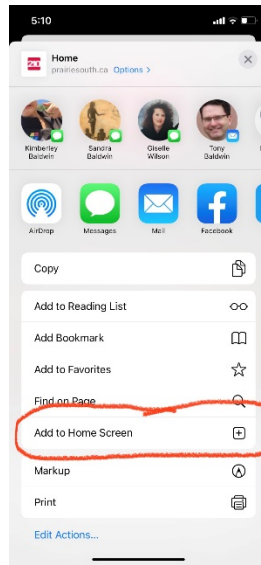 5:10
Home
prairiesouth.ca Options >
Kimberley Baldwin
Sandra Baldwin
Giselle Wilson
Tony Baldwin
AirDrop
Messages
Mail
Facebook
Copy
Add to Reading List
Add Bookmark
Add to Favorites
Find on Page
Add to Home Screen
Markup
Print
Edit Actions...